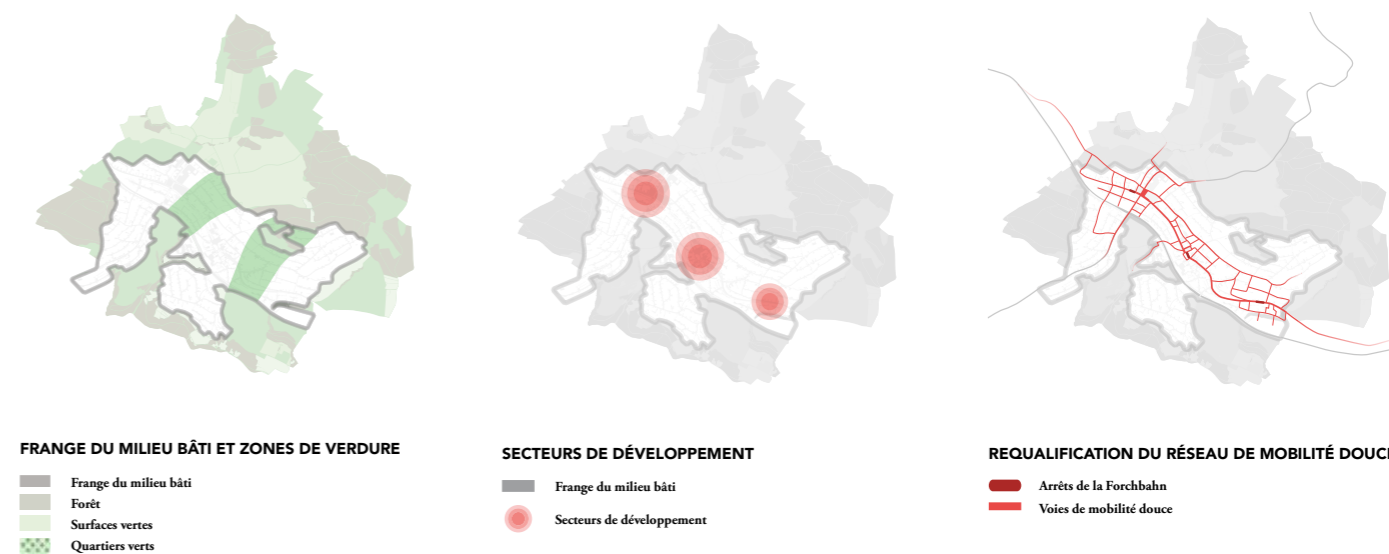 FRANGE DU MILIEU BÂTI ET ZONES DE VERDURE
Frange du milieu bâti
Forêt
Surfaces vertes
Quartiers verts
SECTEURS DE DÉVELOPPEMENT
Frange du milieu bâti
Secteurs de développement
REQUALIFICATION DU RÉSEAU DE MOBILITÉ DOUCE
Arrêts de la Forchbahn
Voies de mobilité douce